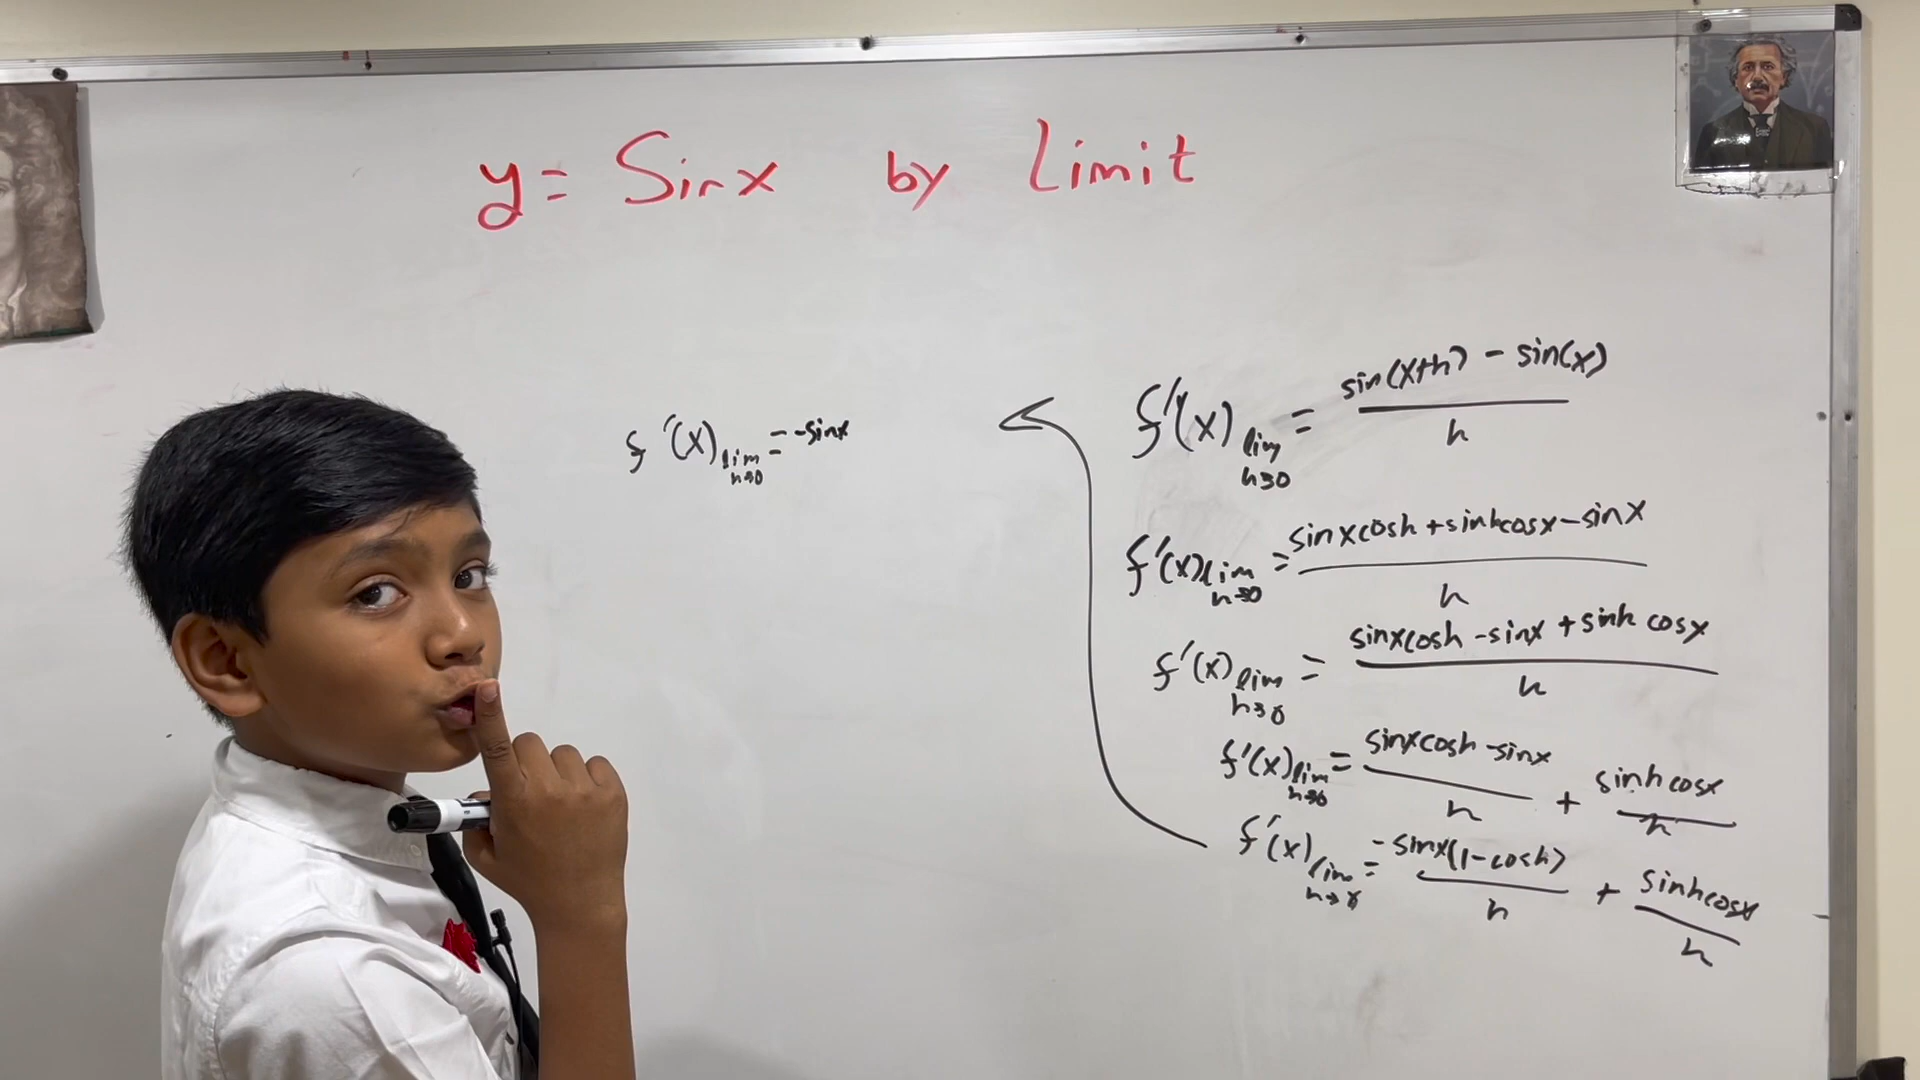 y = Sinx by Limit
f'(x) lim h→0 = sin(x+h) - sin(x) / h
f'(x) lim h→0 = sinxcosh + sinhcosx - sinx / h
f'(x) lim h→0 = sinxcosh - sinx + sinh cosx / h
f'(x) lim h→0 = sinxcosh - sinx / h + sinhcosx / h
f'(x) lim h→0 = -sinx(1-cosh) / h + sinhcosx / h
f'(x) lim h→0 = -sinx